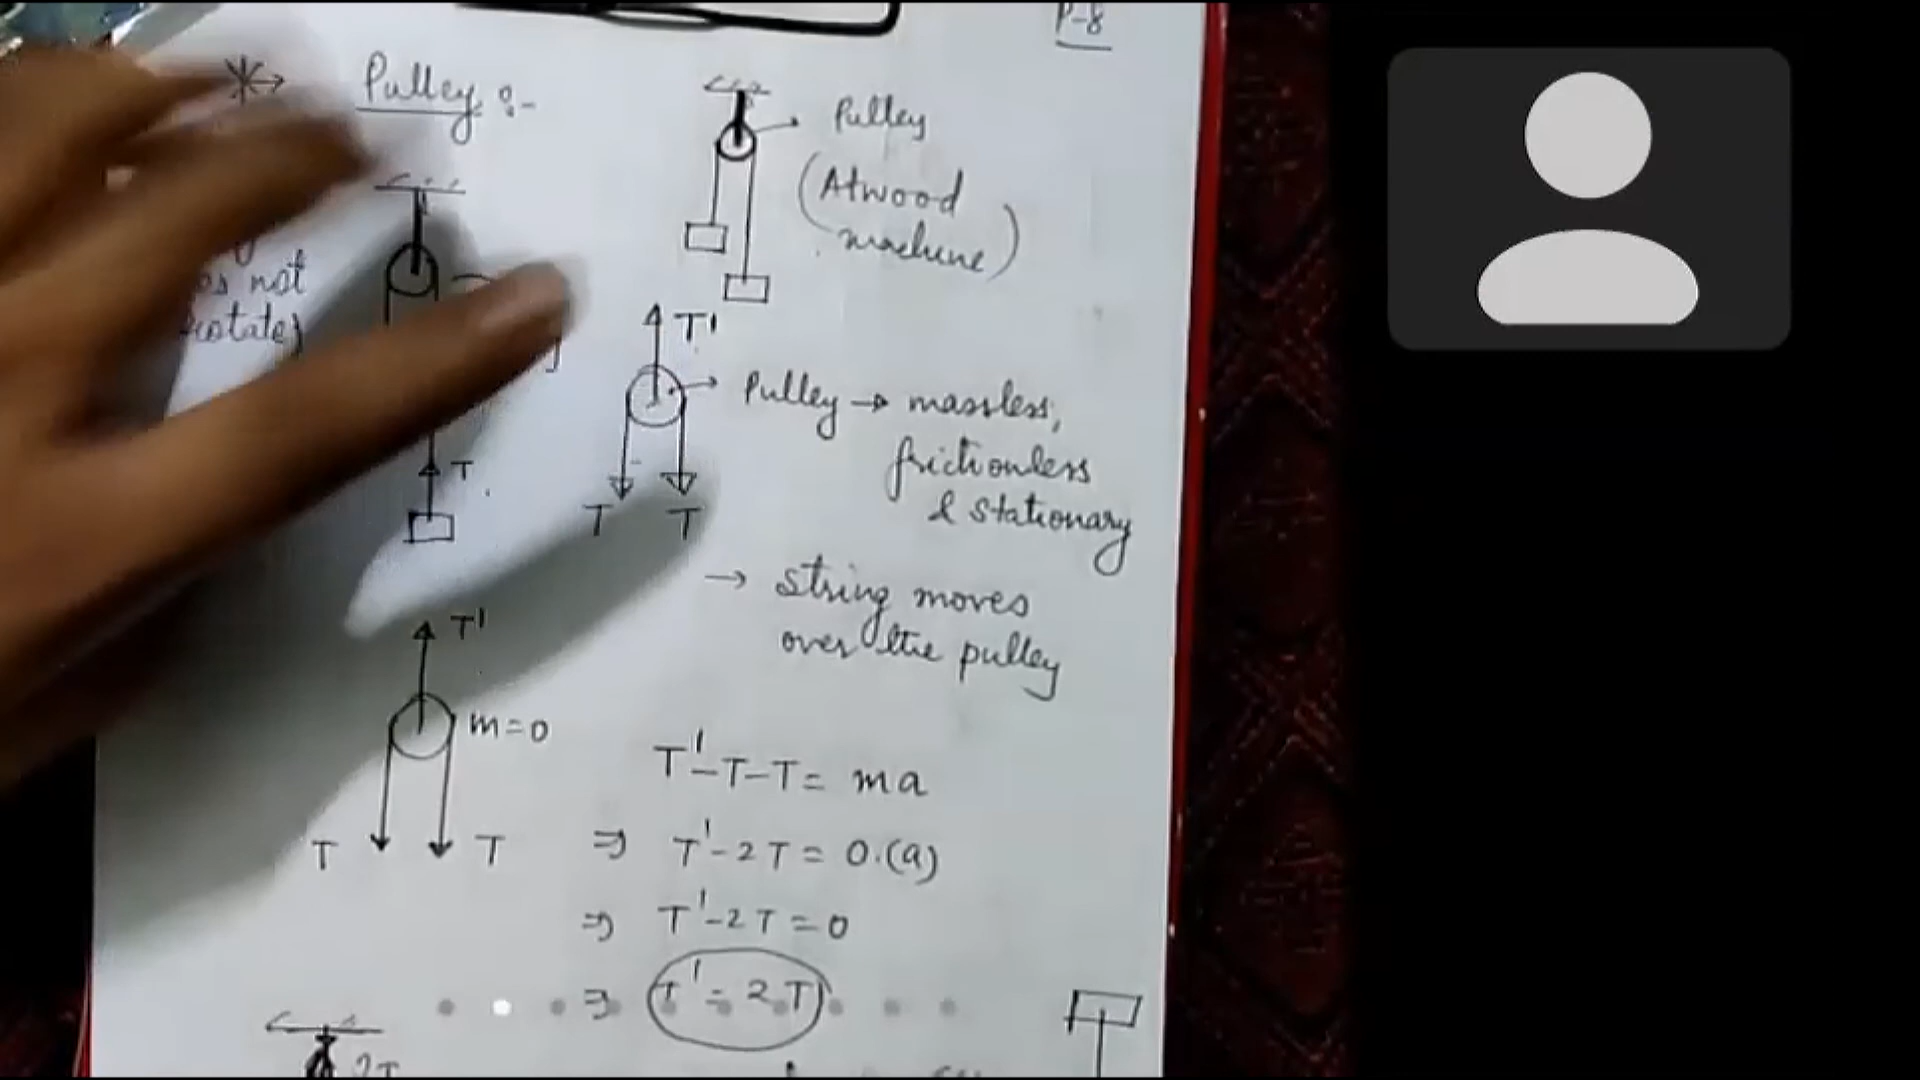 P-8
Pulley :-
Pulley
(Atwood
machine)
not
rotate)
T'
T
Pulley → massless,
frictionless
& stationary
T T
→ string moves
over the pulley
T'
m=0
T T
T'-T-T= ma
⇒ T'-2T= 0.(a)
⇒ T'-2T=0
⇒ T'= 2T
2T